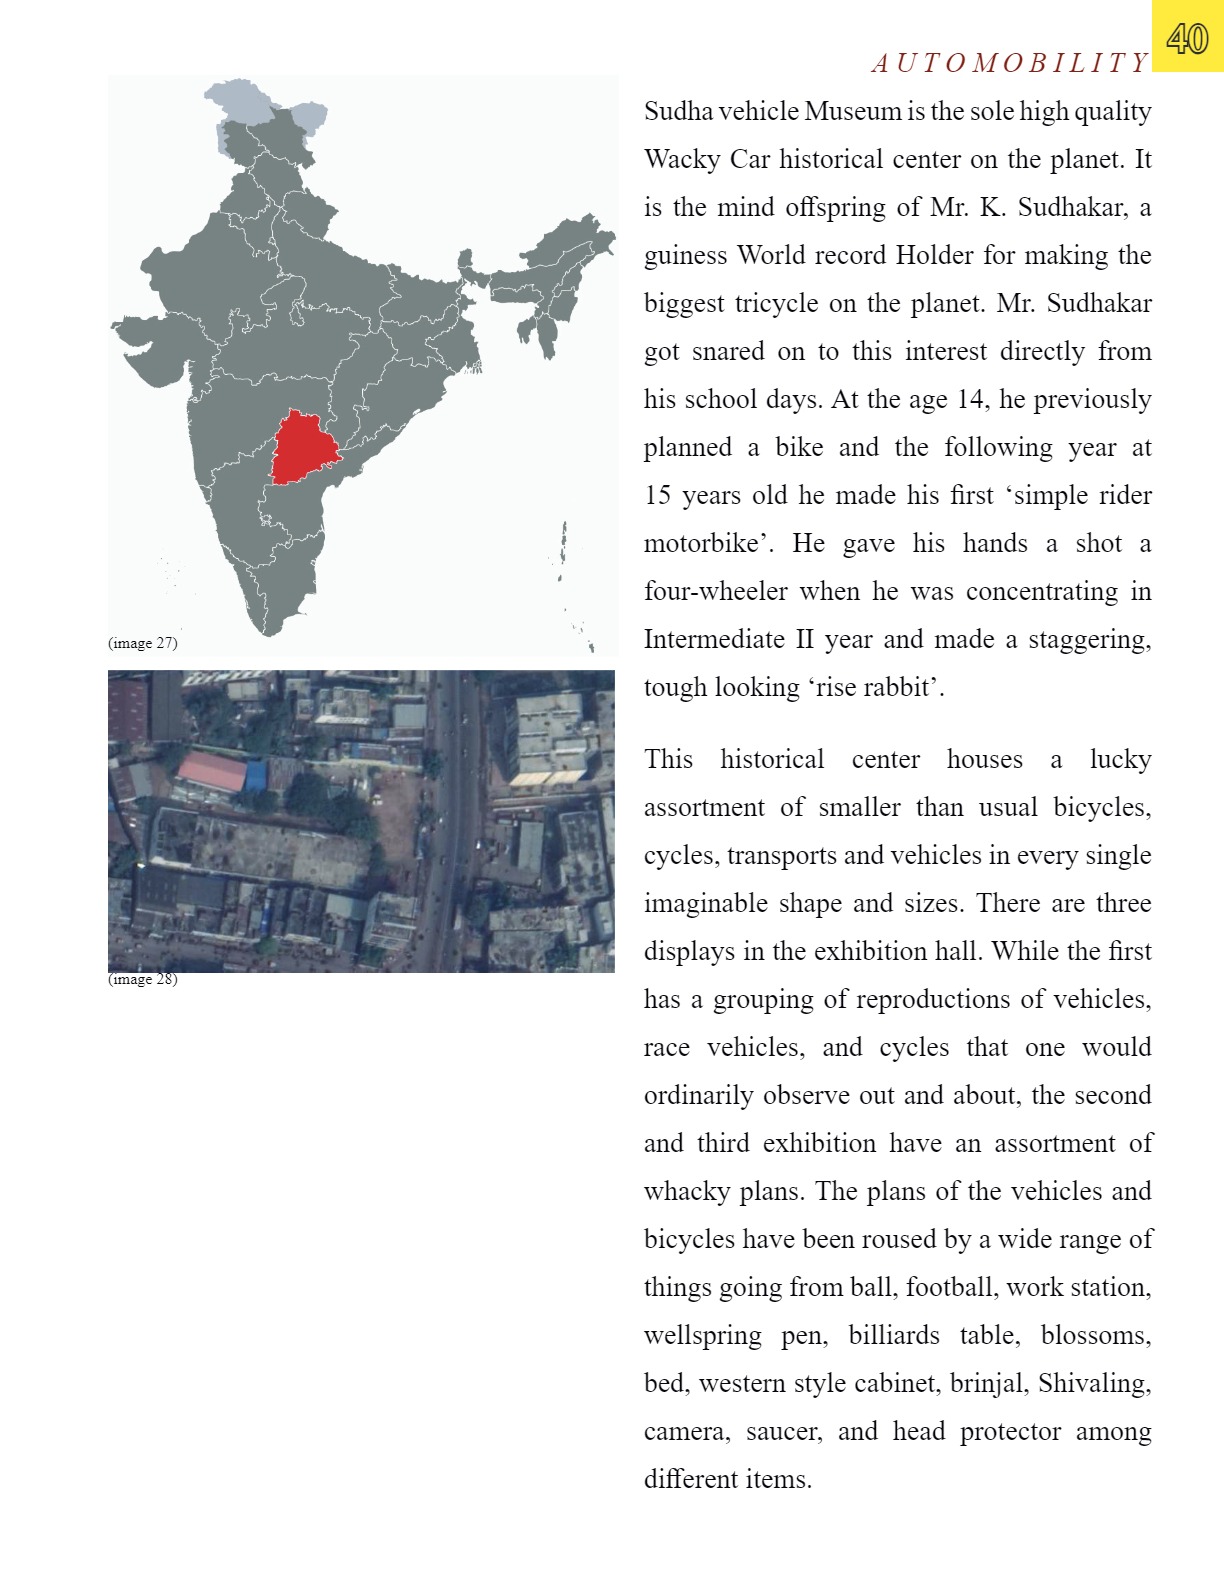 40
AUTOMOBILITY
(image 27)
(image 28)
Sudha vehicle Museum is the sole high quality
Wacky Car historical center on the planet. It
is the mind offspring of Mr. K. Sudhakar, a
guiness World record Holder for making the
biggest tricycle on the planet. Mr. Sudhakar
got snared on to this interest directly from
his school days. At the age 14, he previously
planned a bike and the following year at
15 years old he made his first ‘simple rider
motorbike’. He gave his hands a shot a
four-wheeler when he was concentrating in
Intermediate II year and made a staggering,
tough looking ‘rise rabbit’.
This historical center houses a lucky
assortment of smaller than usual bicycles,
cycles, transports and vehicles in every single
imaginable shape and sizes. There are three
displays in the exhibition hall. While the first
has a grouping of reproductions of vehicles,
race vehicles, and cycles that one would
ordinarily observe out and about, the second
and third exhibition have an assortment of
whacky plans. The plans of the vehicles and
bicycles have been roused by a wide range of
things going from ball, football, work station,
wellspring pen, billiards table, blossoms,
bed, western style cabinet, brinjal, Shivaling,
camera, saucer, and head protector among
different items.